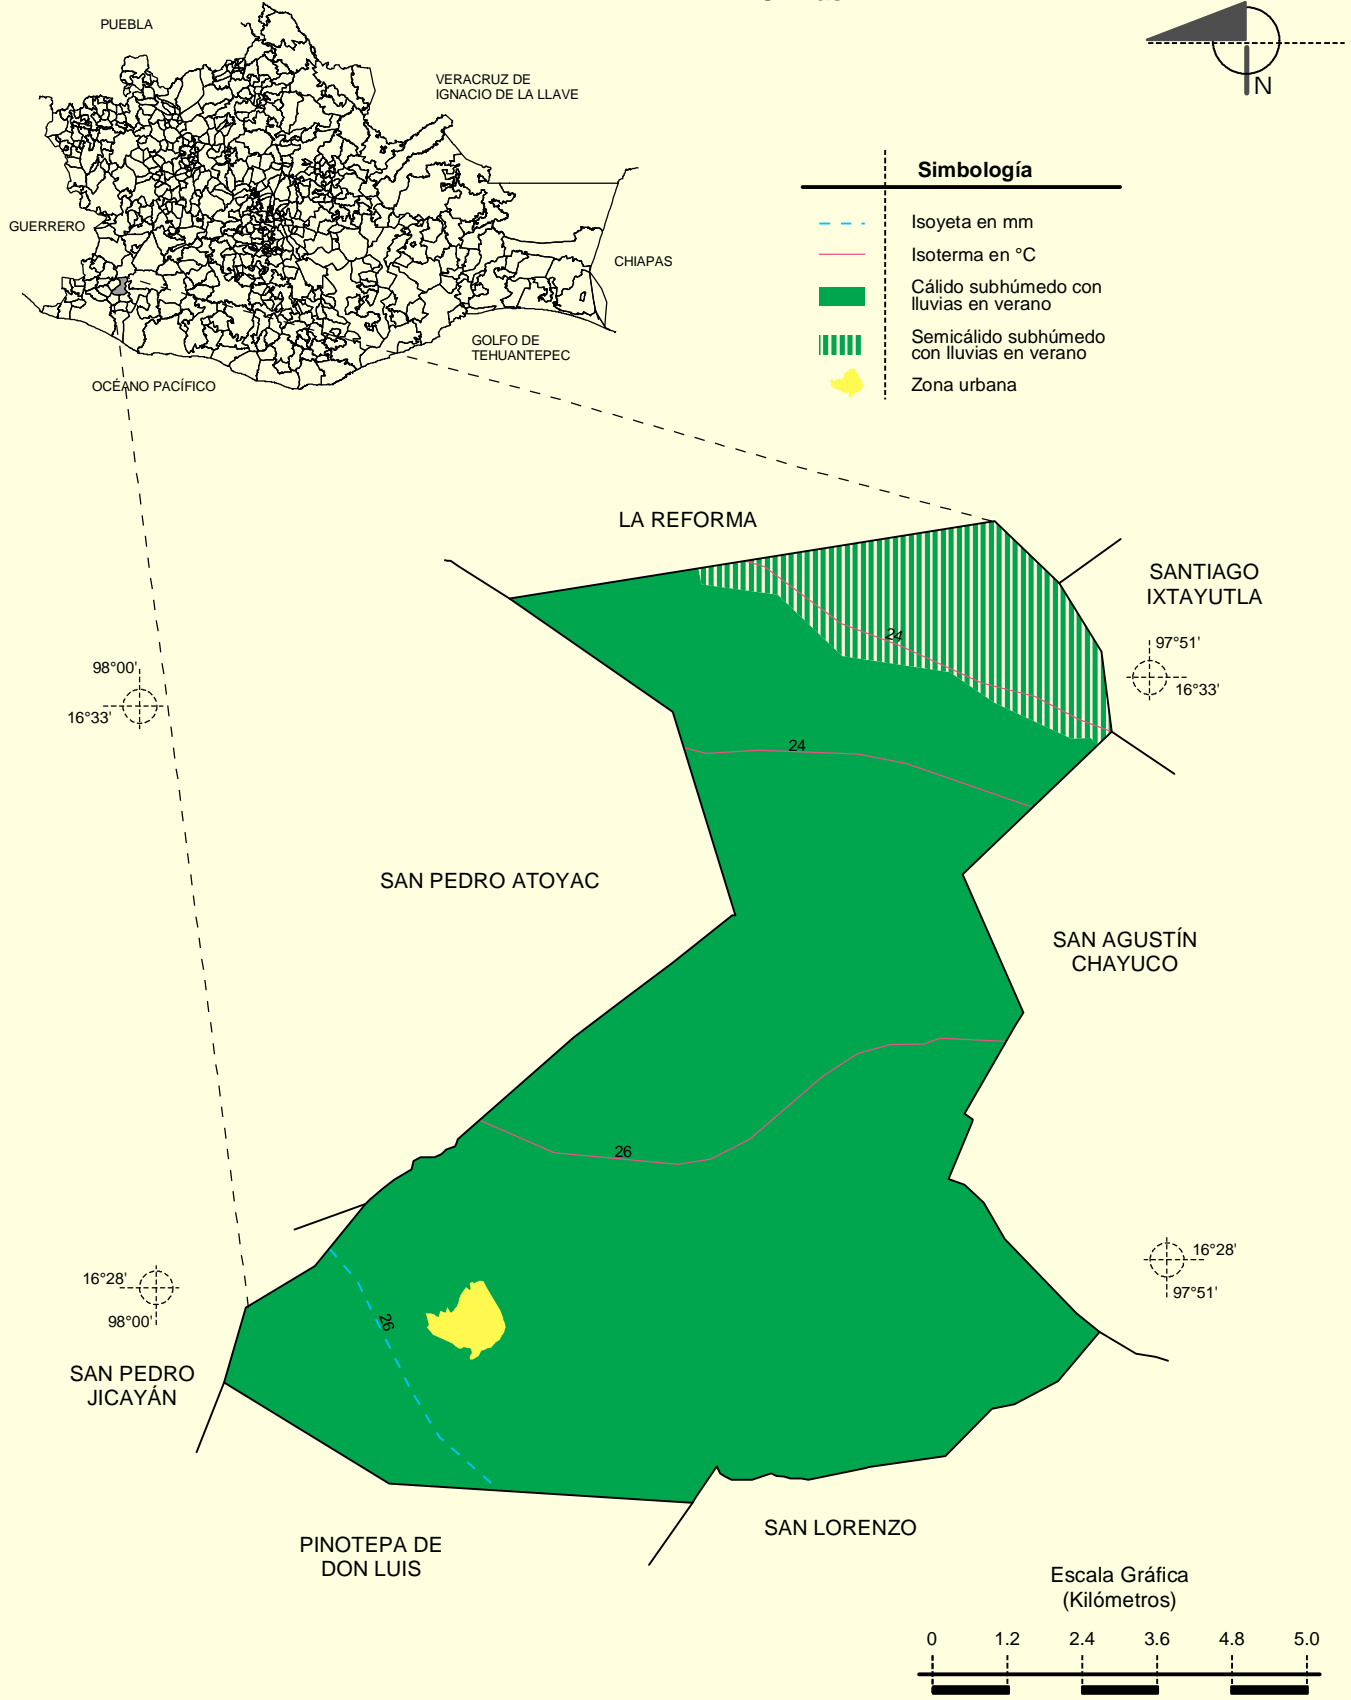 PUEBLA
VERACRUZ DE
IGNACIO DE LA LLAVE
GUERRERO
CHIAPAS
GOLFO DE
TEHUANTEPEC
OCÉANO PACÍFICO
N
Simbología
Isoyeta en mm
Isoterma en °C
Cálido subhúmedo con
lluvias en verano
Semicálido subhúmedo
con lluvias en verano
Zona urbana
LA REFORMA
SANTIAGO
IXTAYUTLA
24
97°51'
16°33'
98°00'
16°33'
24
SAN PEDRO ATOYAC
SAN AGUSTÍN
CHAYUCO
26
16°28'
98°00'
16°28'
97°51'
26
SAN PEDRO
JICAYÁN
PINOTEPA DE
DON LUIS
SAN LORENZO
Escala Gráfica
(Kilómetros)
0 1.2 2.4 3.6 4.8 5.0